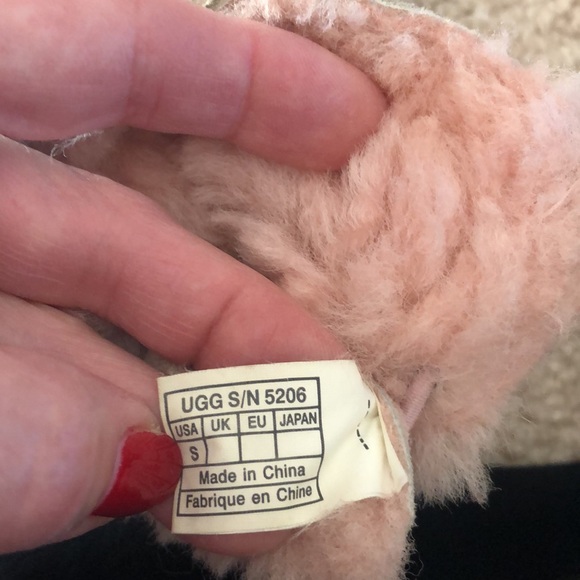 UGG S/N 5206
USA UK EU JAPAN
S
Made in China
Fabrique en Chine